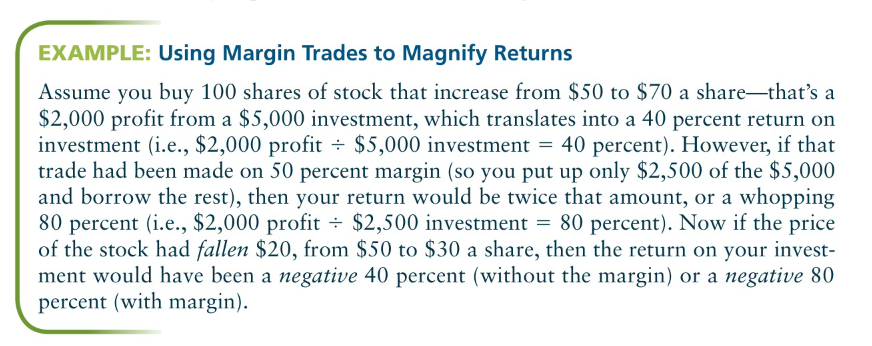 EXAMPLE: Using Margin Trades to Magnify Returns
Assume you buy 100 shares of stock that increase from $50 to $70 a share—that’s a
$2,000 profit from a $5,000 investment, which translates into a 40 percent return on
investment (i.e., $2,000 profit ÷ $5,000 investment = 40 percent). However, if that
trade had been made on 50 percent margin (so you put up only $2,500 of the $5,000
and borrow the rest), then your return would be twice that amount, or a whopping
80 percent (i.e., $2,000 profit ÷ $2,500 investment = 80 percent). Now if the price
of the stock had fallen $20, from $50 to $30 a share, then the return on your invest-
ment would have been a negative 40 percent (without the margin) or a negative 80
percent (with margin).